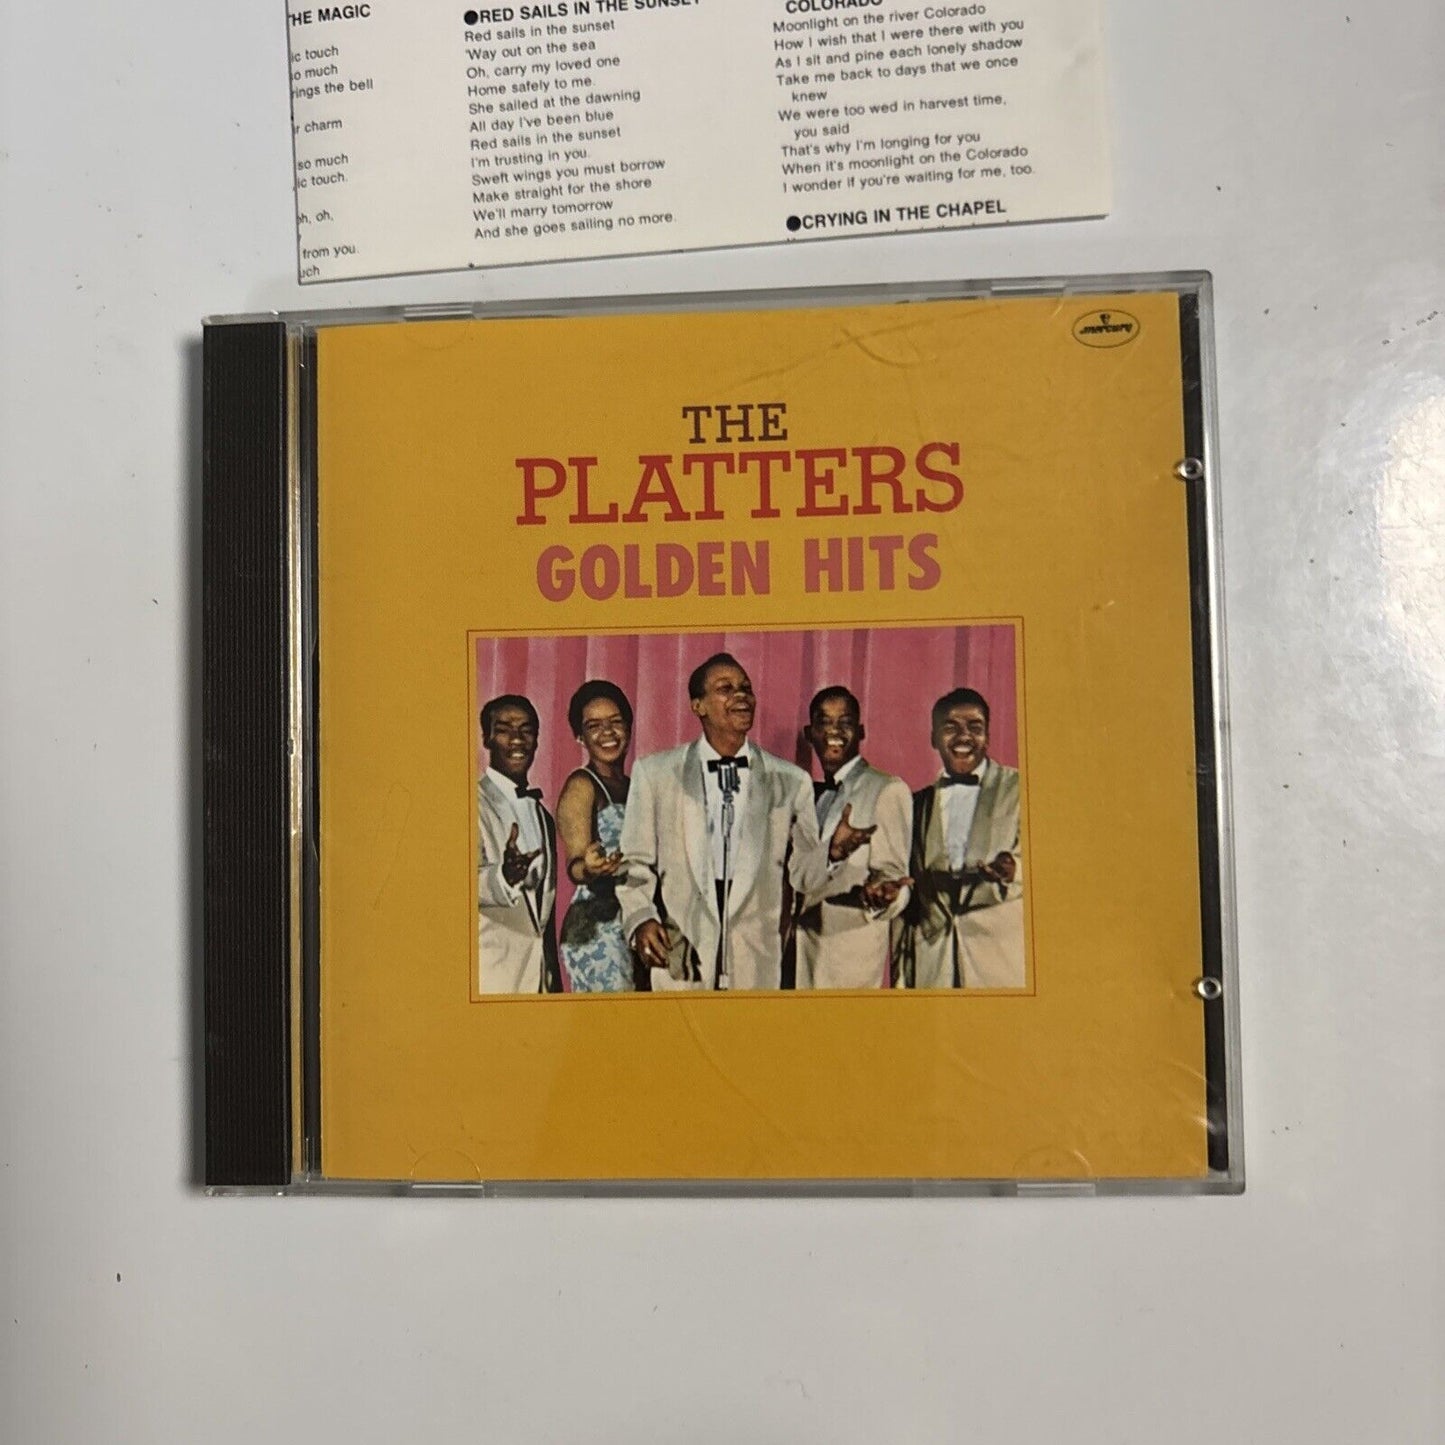 THE MAGIC
ic touch
so much
rings the bell
r charm
so much
ic touch.
oh, oh,
from you.
uch
●RED SAILS IN THE SUNSET
Red sails in the sunset
'Way out on the sea
Oh, carry my loved one
Home safely to me.
She sailed at the dawning
All day I've been blue
Red sails in the sunset
I'm trusting in you.
Sweft wings you must borrow
Make straight for the shore
We'll marry tomorrow
And she goes sailing no more.
COLORADO
Moonlight on the river Colorado
How I wish that I were there with you
As I sit and pine each lonely shadow
Take me back to days that we once
knew
We were too wed in harvest time,
you said
That's why I'm longing for you
When it's moonlight on the Colorado
I wonder if you're waiting for me, too.
●CRYING IN THE CHAPEL
mercury
THE
PLATTERS
GOLDEN HITS